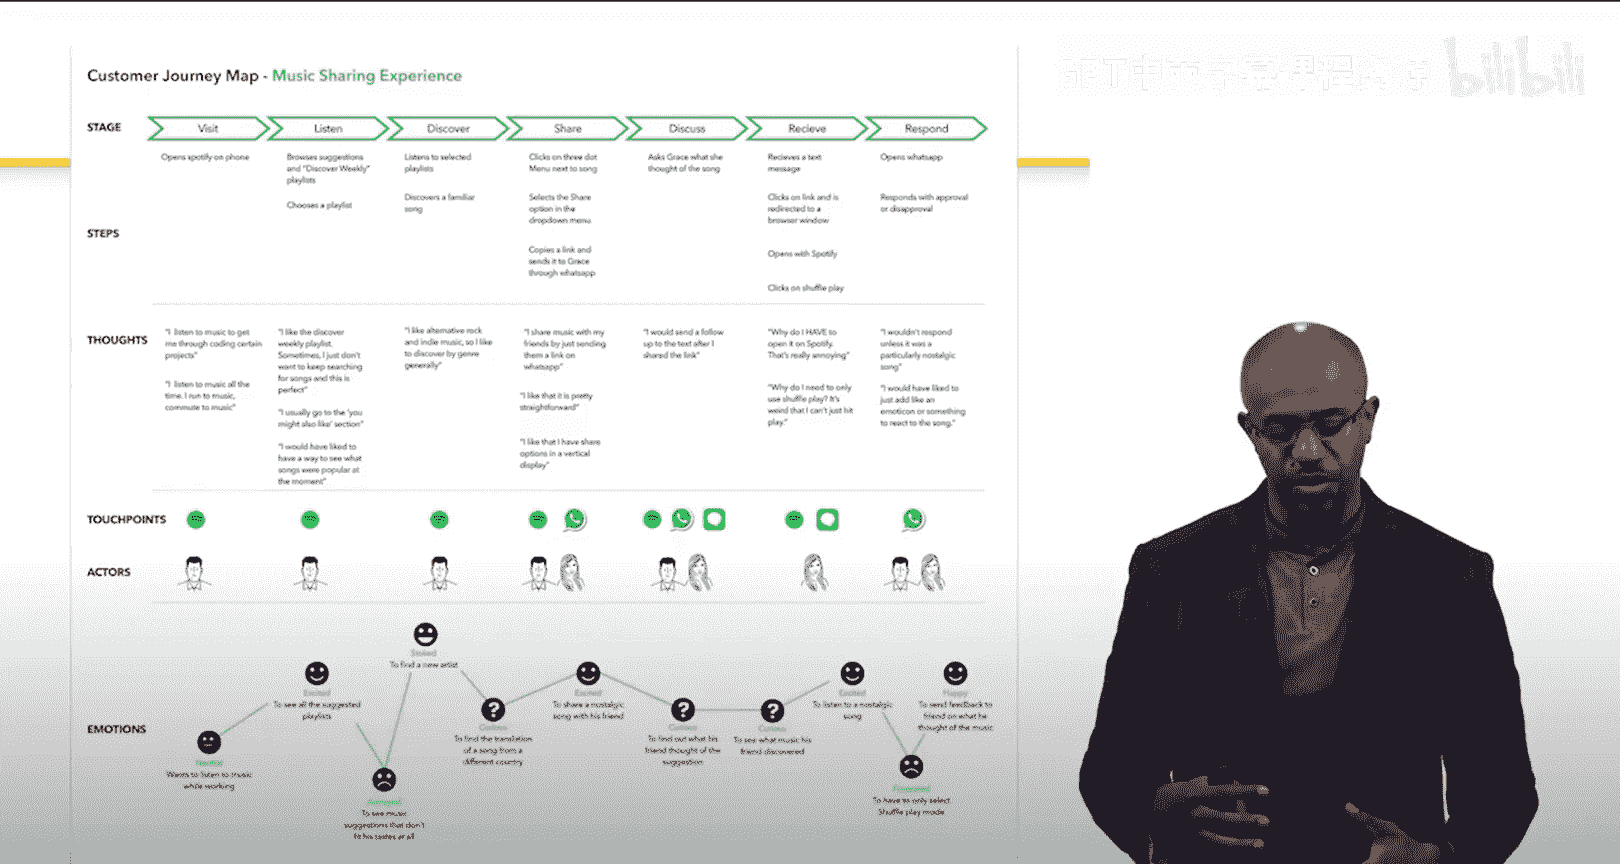 Customer Journey Map - Music Sharing Experience
bilibili
STAGE
Visit
Listen
Discover
Share
Discuss
Recieve
Respond
STEPS
Opens spotify on phone
Browses suggestions
and "Discover Weekly"
playlists
Chooses a playlist
Listens to selected
playlists
Discovers a familiar
song
Clicks on three dot
Menu next to song
Selects the Share
option in the
dropdown menu
Copies a link and
sends it to Grace
through whatsapp
Asks Grace what she
thought of the song
Recieves a text
message
Clicks on link and is
redirected to a
browser window
Opens with Spotify
Clicks on shuffle play
Opens whatsapp
Responds with approval
or disapproval
THOUGHTS
"I listen to music to get
me through coding certain
projects"
"I listen to music all the
time. I run to music,
commute to music"
"I like the discover
weekly playlist.
Sometimes, I just don't
want to keep searching
for songs and this is
perfect"
"I usually go to the 'you
might also like' section"
"I would have liked to
have a way to see what
songs were popular at
the moment"
"I like alternative rock
and indie music, so I like
to discover by genre
generally"
"I share music with my
friends by just sending
them a link on
whatsapp"
"I like that it is pretty
straightforward"
"I like that I have share
options in a vertical
display"
"I would send a follow
up to the text after I
shared the link"
"Why do I HAVE to
open it on Spotify.
That's really annoying"
"Why do I need to only
use shuffle play? It's
weird that I can't just hit
play."
"I wouldn't respond
unless it was a
particularly nostalgic
song"
"I would have liked to
just add like an
emoticon or something
to react to the song."
TOUCHPOINTS
ACTORS
EMOTIONS
Neutral
Wants to listen to music
while working
Excited
To see all the suggested
playlists
Annoyed
To see music
suggestions that don't
fit his tastes at all
Stoked
To find a new artist
Curious
To find the translation
of a song from a
different country
Excited
To share a nostalgic
song with his friend
Curious
To find out what his
friend thought of the
suggestion
Curious
To see what music his
friend discovered
Excited
To listen to a nostalgic
song
Frustrated
To have to only select
Shuffle play mode
Happy
To send feedback to
friend on what he
thought of the music